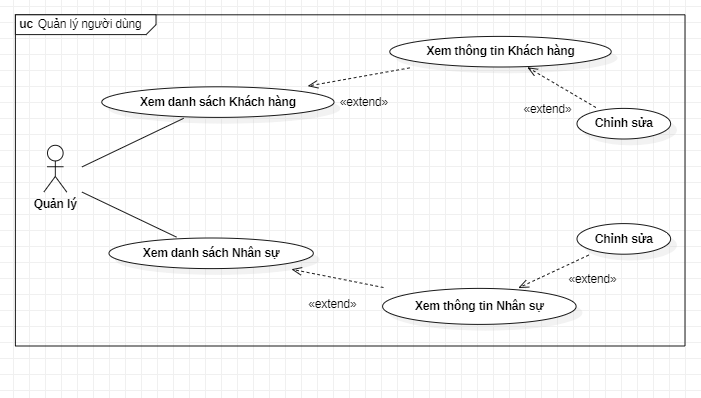 uc Quản lý người dùng
Xem thông tin Khách hàng
Xem danh sách Khách hàng
«extend»
«extend»
Chỉnh sửa
Quản lý
Chỉnh sửa
Xem danh sách Nhân sự
«extend»
«extend»
Xem thông tin Nhân sự